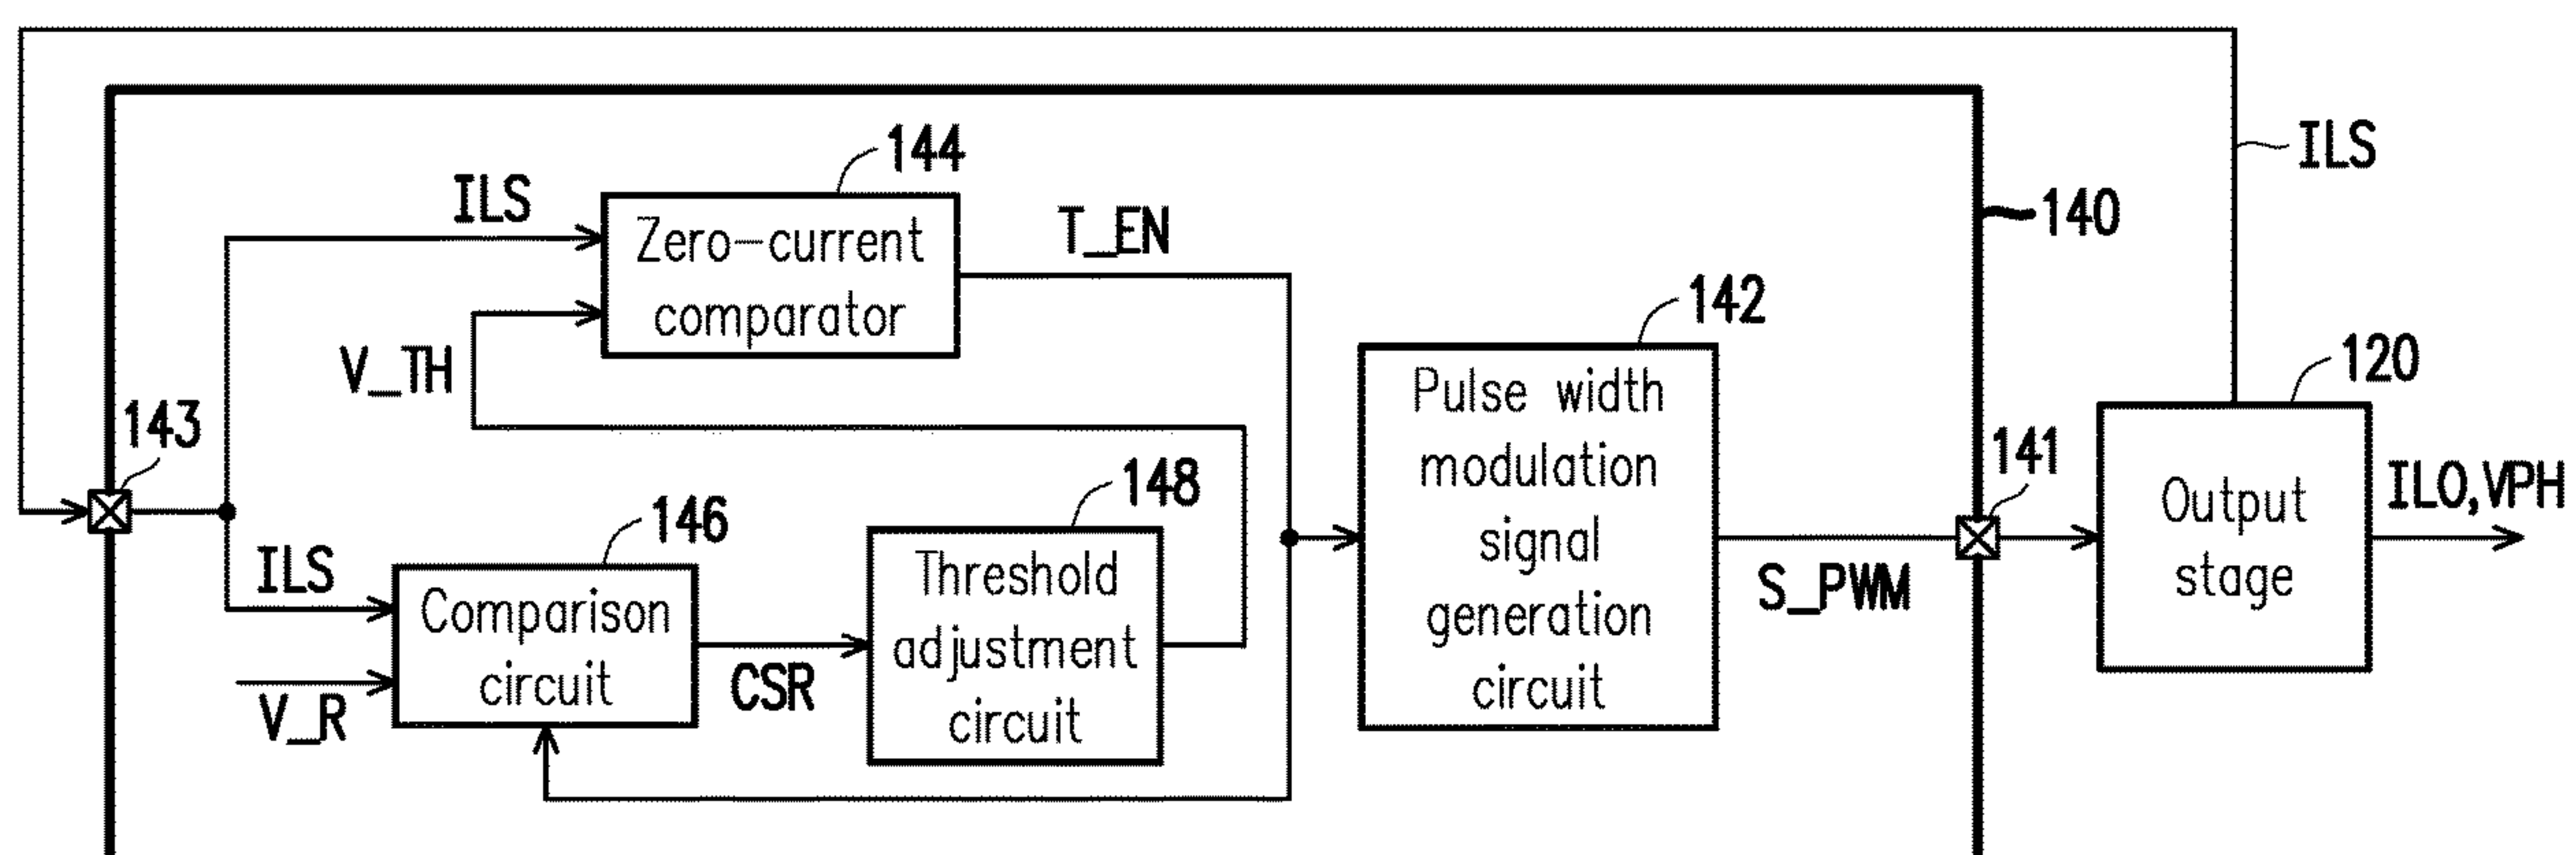 144
ILS
ILS
Zero-current
comparator
T_EN
140
142
V_TH
120
143
Pulse width
modulation
signal
generation
circuit
148
141
146
ILO,VPH
Output
stage
ILS
Comparison
circuit
Threshold
adjustment
circuit
S_PWM
CSR
V_R